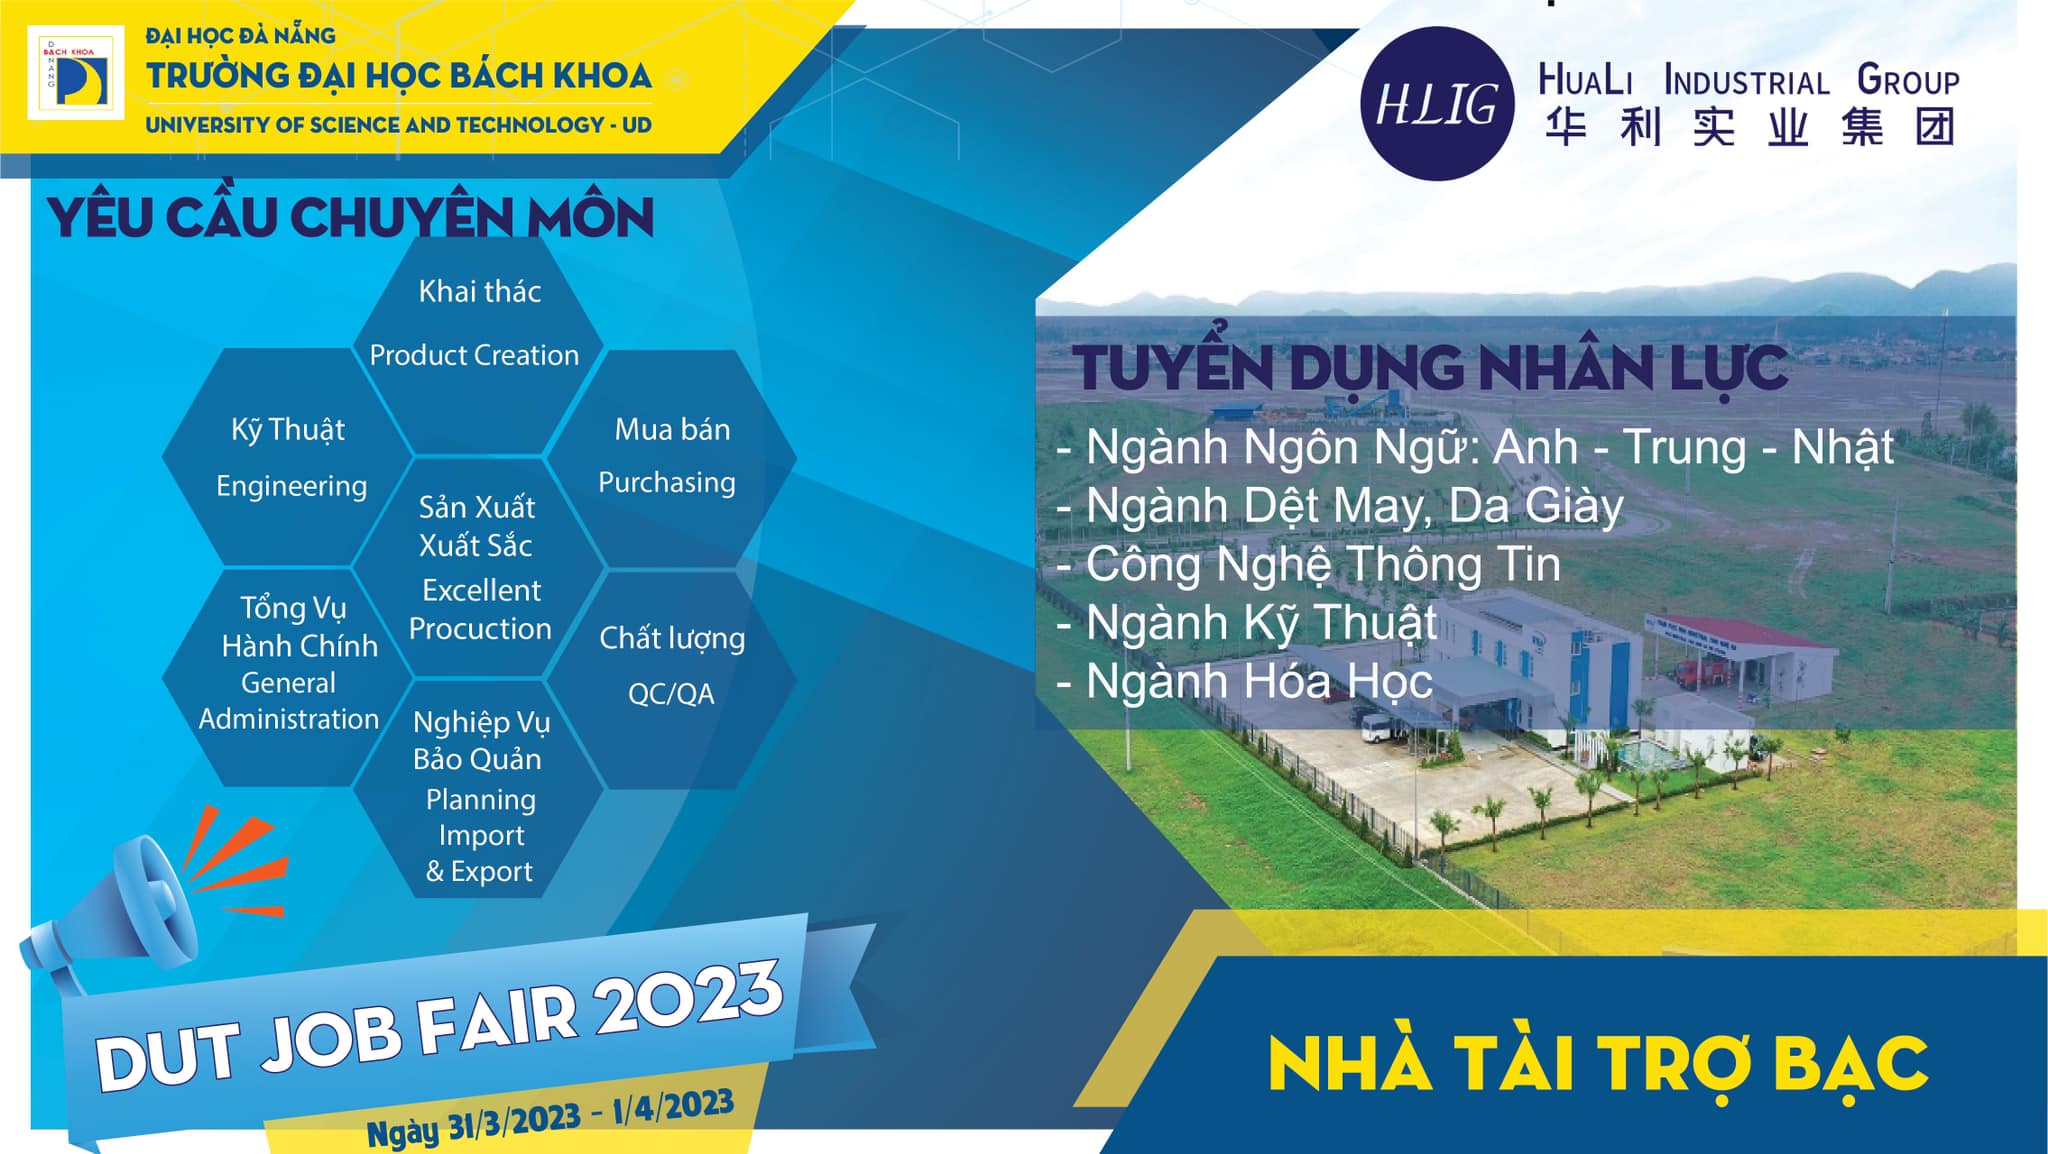 DANANG
BÁCH KHOA
ĐẠI HỌC ĐÀ NẴNG
TRƯỜNG ĐẠI HỌC BÁCH KHOA
UNIVERSITY OF SCIENCE AND TECHNOLOGY - UD
HLIG
HUALI INDUSTRIAL GROUP
华利实业集团
YÊU CẦU CHUYÊN MÔN
Khai thác
Product Creation
Kỹ Thuật
Engineering
Mua bán
Purchasing
Sản Xuất
Xuất Sắc
Excellent
Procuction
Tổng Vụ
Hành Chính
General
Administration
Chất lượng
QC/QA
Nghiệp Vụ
Bảo Quản
Planning
Import
& Export
TUYỂN DỤNG NHÂN LỰC
- Ngành Ngôn Ngữ: Anh - Trung - Nhật
- Ngành Dệt May, Da Giày
- Công Nghệ Thông Tin
- Ngành Kỹ Thuật
- Ngành Hóa Học
DUT JOB FAIR 2023
Ngày 31/3/2023 - 1/4/2023
NHÀ TÀI TRỢ BẠC